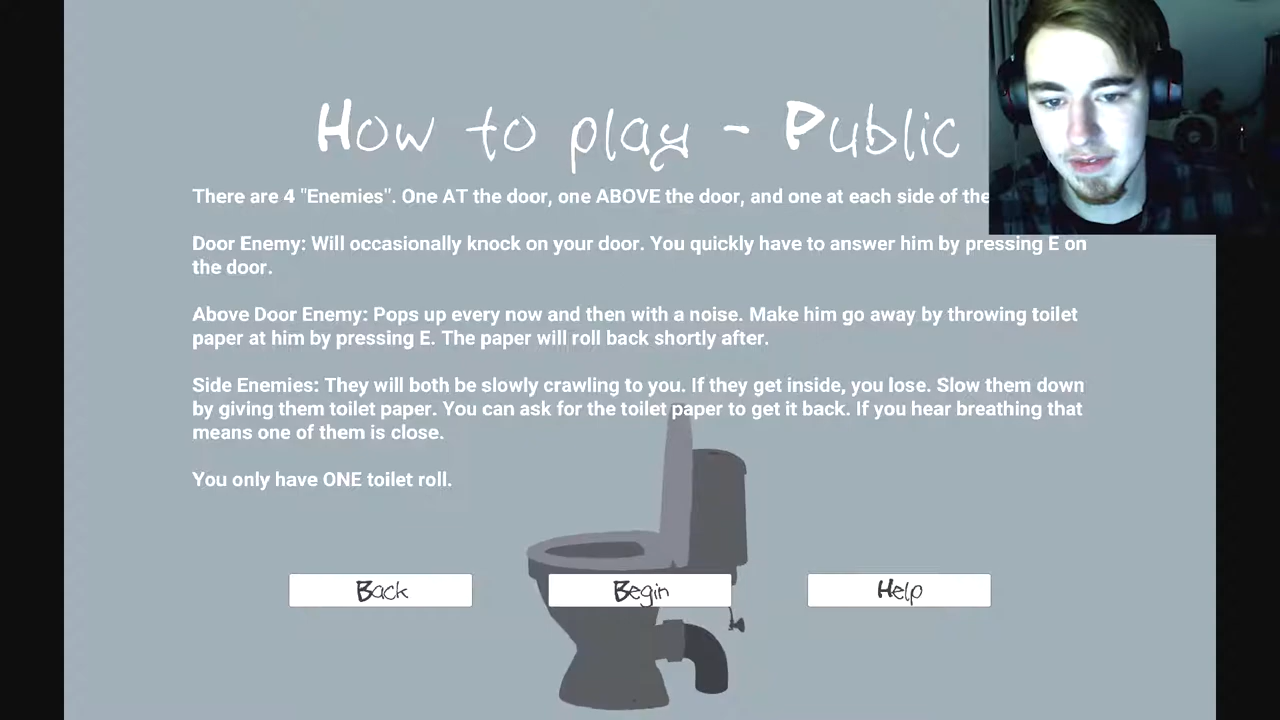 How to play - Public
There are 4 "Enemies". One AT the door, one ABOVE the door, and one at each side of the
Door Enemy: Will occasionally knock on your door. You quickly have to answer him by pressing E on
the door.
Above Door Enemy: Pops up every now and then with a noise. Make him go away by throwing toilet
paper at him by pressing E. The paper will roll back shortly after.
Side Enemies: They will both be slowly crawling to you. If they get inside, you lose. Slow them down
by giving them toilet paper. You can ask for the toilet paper to get it back. If you hear breathing that
means one of them is close.
You only have ONE toilet roll.
Back
Begin
Help